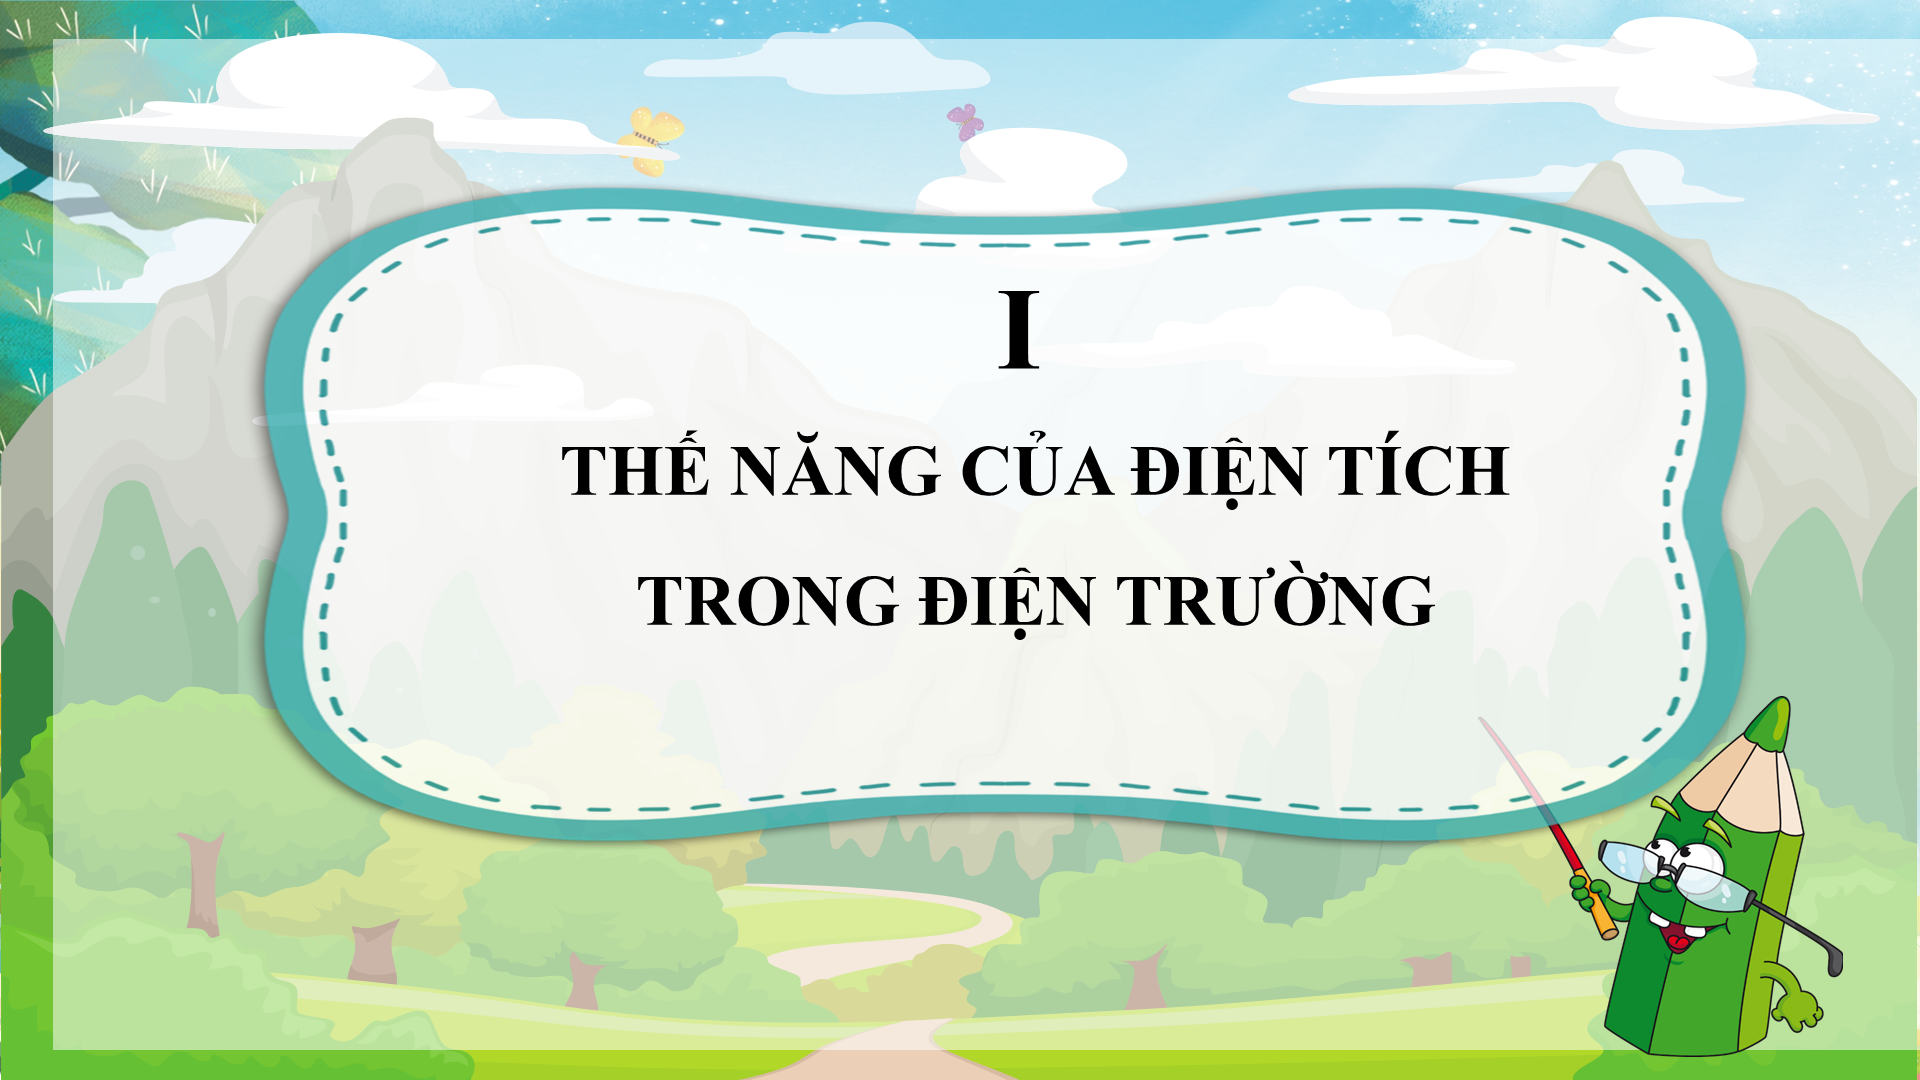 I
THẾ NĂNG CỦA ĐIỆN TÍCH
TRONG ĐIỆN TRƯỜNG